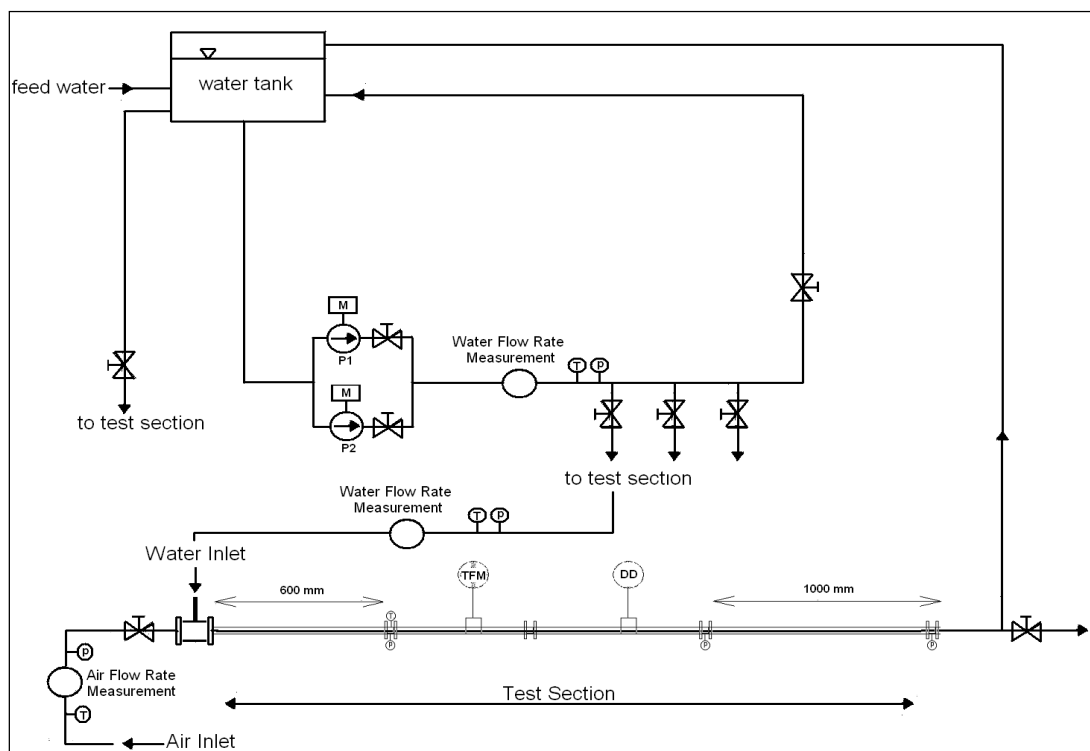 feed water
water tank
M
P1
M
P2
Water Flow Rate
Measurement
T
P
to test section
to test section
Water Flow Rate
Measurement
T
P
Water Inlet
TFM
DD
600 mm
1000 mm
T
P
P
P
P
Air Flow Rate
Measurement
T
Test Section
Air Inlet